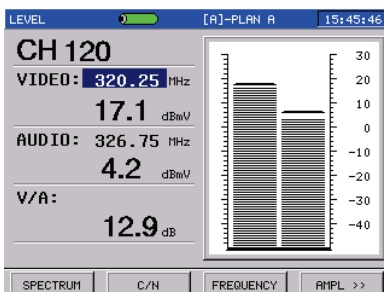 LEVEL [A]-PLAN A 15:45:46
CH 120
VIDEO: 320.25 MHz
17.1 dBmV
AUDIO: 326.75 MHz
4.2 dBmV
V/A:
12.9 dB
30
20
10
0
-10
-20
-30
-40
SPECTRUM C/N FREQUENCY AMPL >>